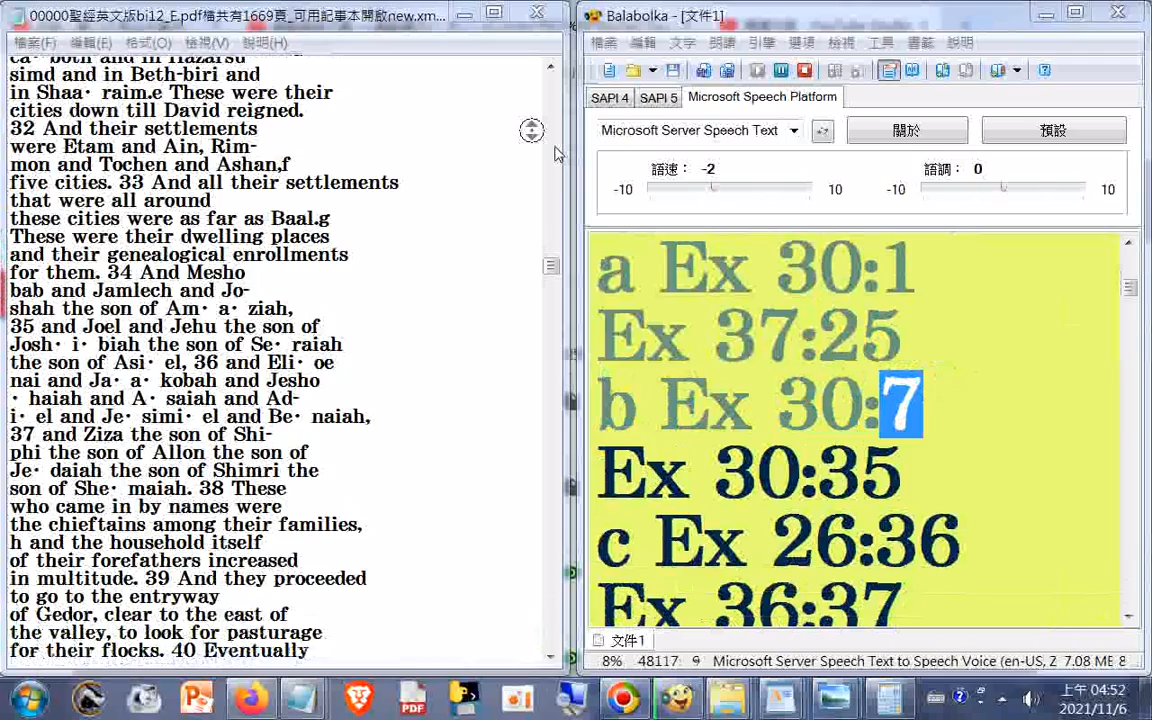 00000聖經英文版bi12_E.pdf檔共有1669頁_可用記事本開啟new.xm...
檔案(F) 編輯(E) 格式(O) 檢視(V) 說明(H)
ca· both and in Hazarsu
simd and in Beth-biri and
in Shaa· raim.e These were their
cities down till David reigned.
32 And their settlements
were Etam and Ain, Rim-
mon and Tochen and Ashan,f
five cities. 33 And all their settlements
that were all around
these cities were as far as Baal.g
These were their dwelling places
and their genealogical enrollments
for them. 34 And Mesho
bab and Jamlech and Jo-
shah the son of Am· a· ziah,
35 and Joel and Jehu the son of
Josh· i· biah the son of Se· raiah
the son of Asi· el, 36 and Eli· oe
nai and Ja· a· kobah and Jesho
· haiah and A· saiah and Ad-
i· el and Je· simi· el and Be· naiah,
37 and Ziza the son of Shi-
phi the son of Allon the son of
Je· daiah the son of Shimri the
son of She· maiah. 38 These
who came in by names were
the chieftains among their families,
h and the household itself
of their forefathers increased
in multitude. 39 And they proceeded
to go to the entryway
of Gedor, clear to the east of
the valley, to look for pasturage
for their flocks. 40 Eventually
Balabolka - [文件1]
檔案 編輯 文字 朗讀 引擎 選項 檢視 工具 書籤 說明
SAPI 4 SAPI 5 Microsoft Speech Platform
Microsoft Server Speech Text 關於 預設
語速： -2 語調： 0
-10 10 -10 10
a Ex 30:1
Ex 37:25
b Ex 30:7
Ex 30:35
c Ex 26:36
Ex 36:37
文件1
8% 48117: 9 Microsoft Server Speech Text to Speech Voice (en-US, 2 7.08 ME 8
PDF
上午 04:52
2021/11/6